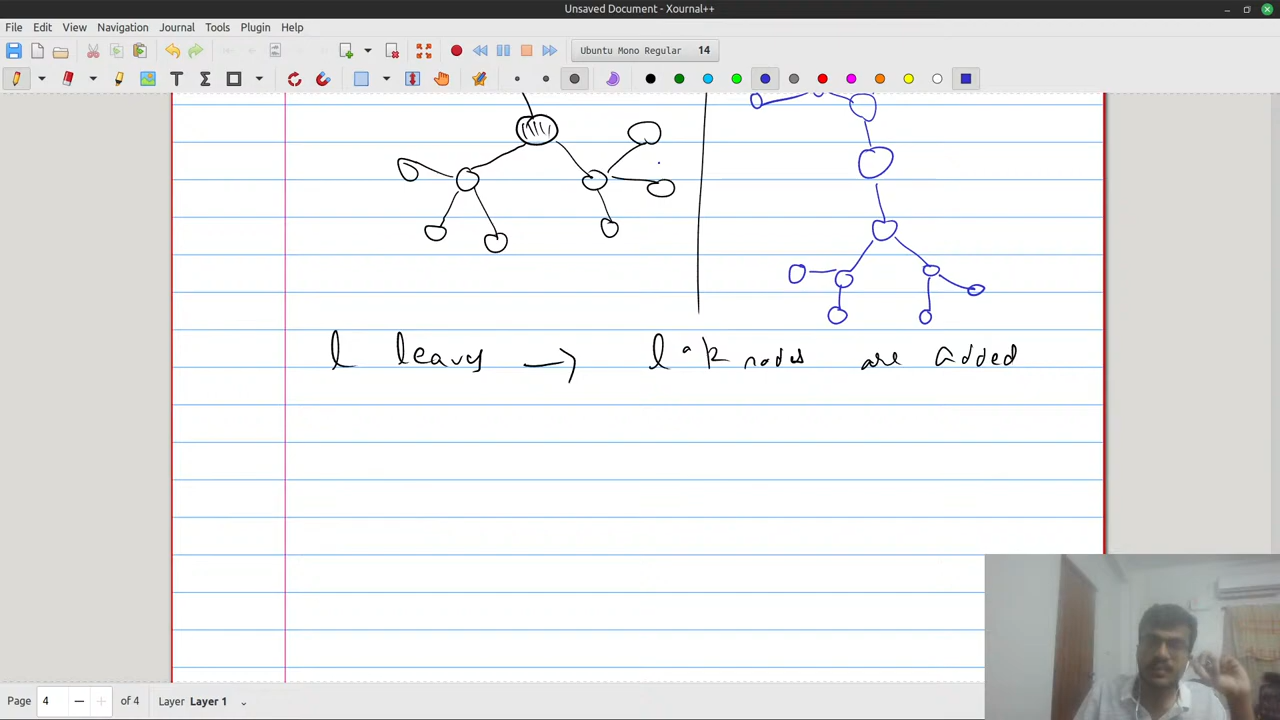 Unsaved Document - Xournal++
File Edit View Navigation Journal Tools Plugin Help
Ubuntu Mono Regular 14
l leaves → l * k nodes are added
Page 4 of 4 Layer Layer 1